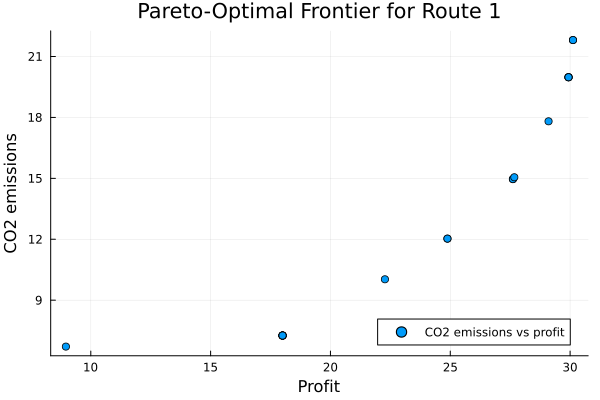 Pareto-Optimal Frontier for Route 1
CO2 emissions
21
18
15
12
9
CO2 emissions vs profit
10 15 20 25 30
Profit